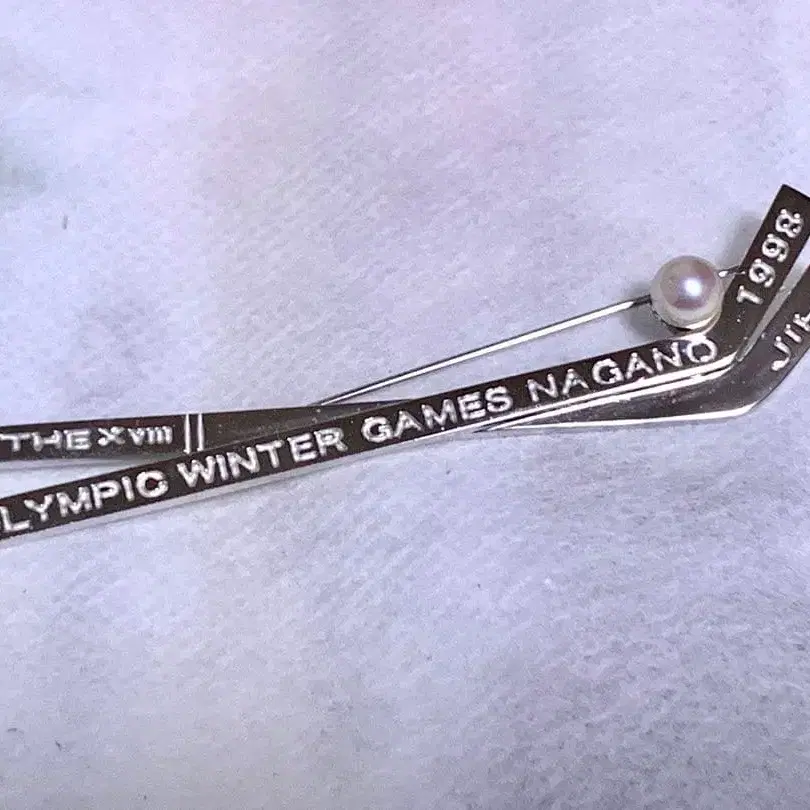 THE XVIII
LYMPIC WINTER GAMES NAGANO
1998